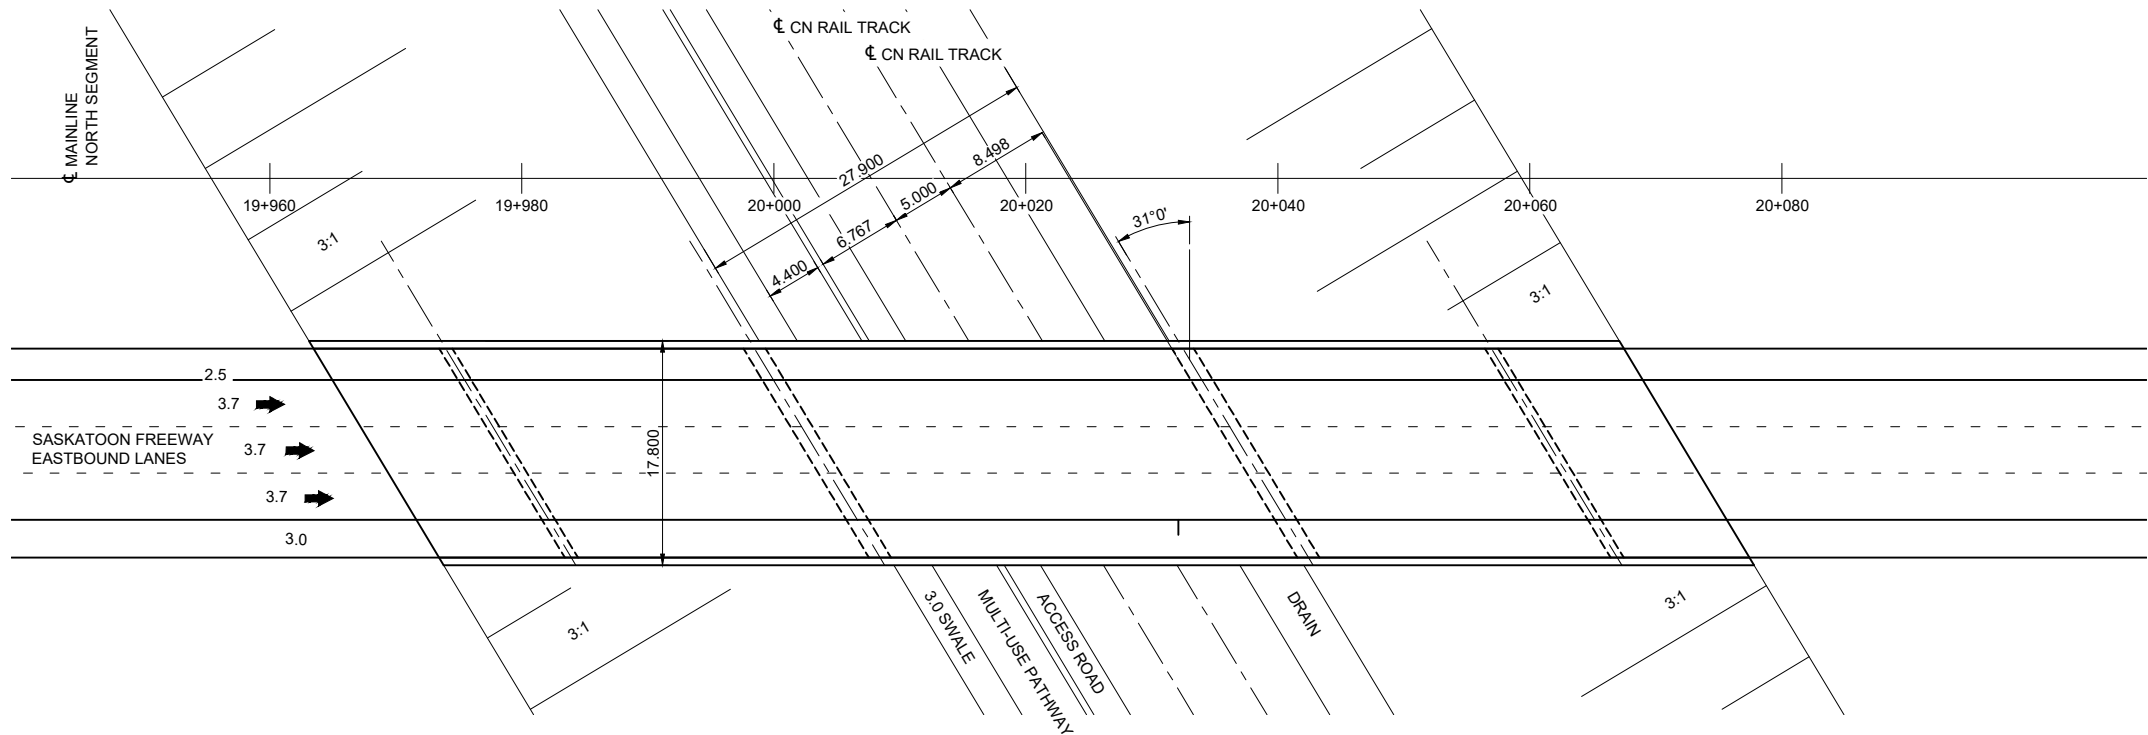 ℄ CN RAIL TRACK
℄ CN RAIL TRACK
℄ MAINLINE
NORTH SEGMENT
27.900
8.498
5.000
6.767
4.400
31°0'
19+960
19+980
20+000
20+020
20+040
20+060
20+080
3:1
3:1
2.5
3.7
SASKATOON FREEWAY
EASTBOUND LANES
3.7
3.7
17.800
3.0
3:1
3.0 SWALE
MULTI-USE PATHWAY
ACCESS ROAD
DRAIN
3:1